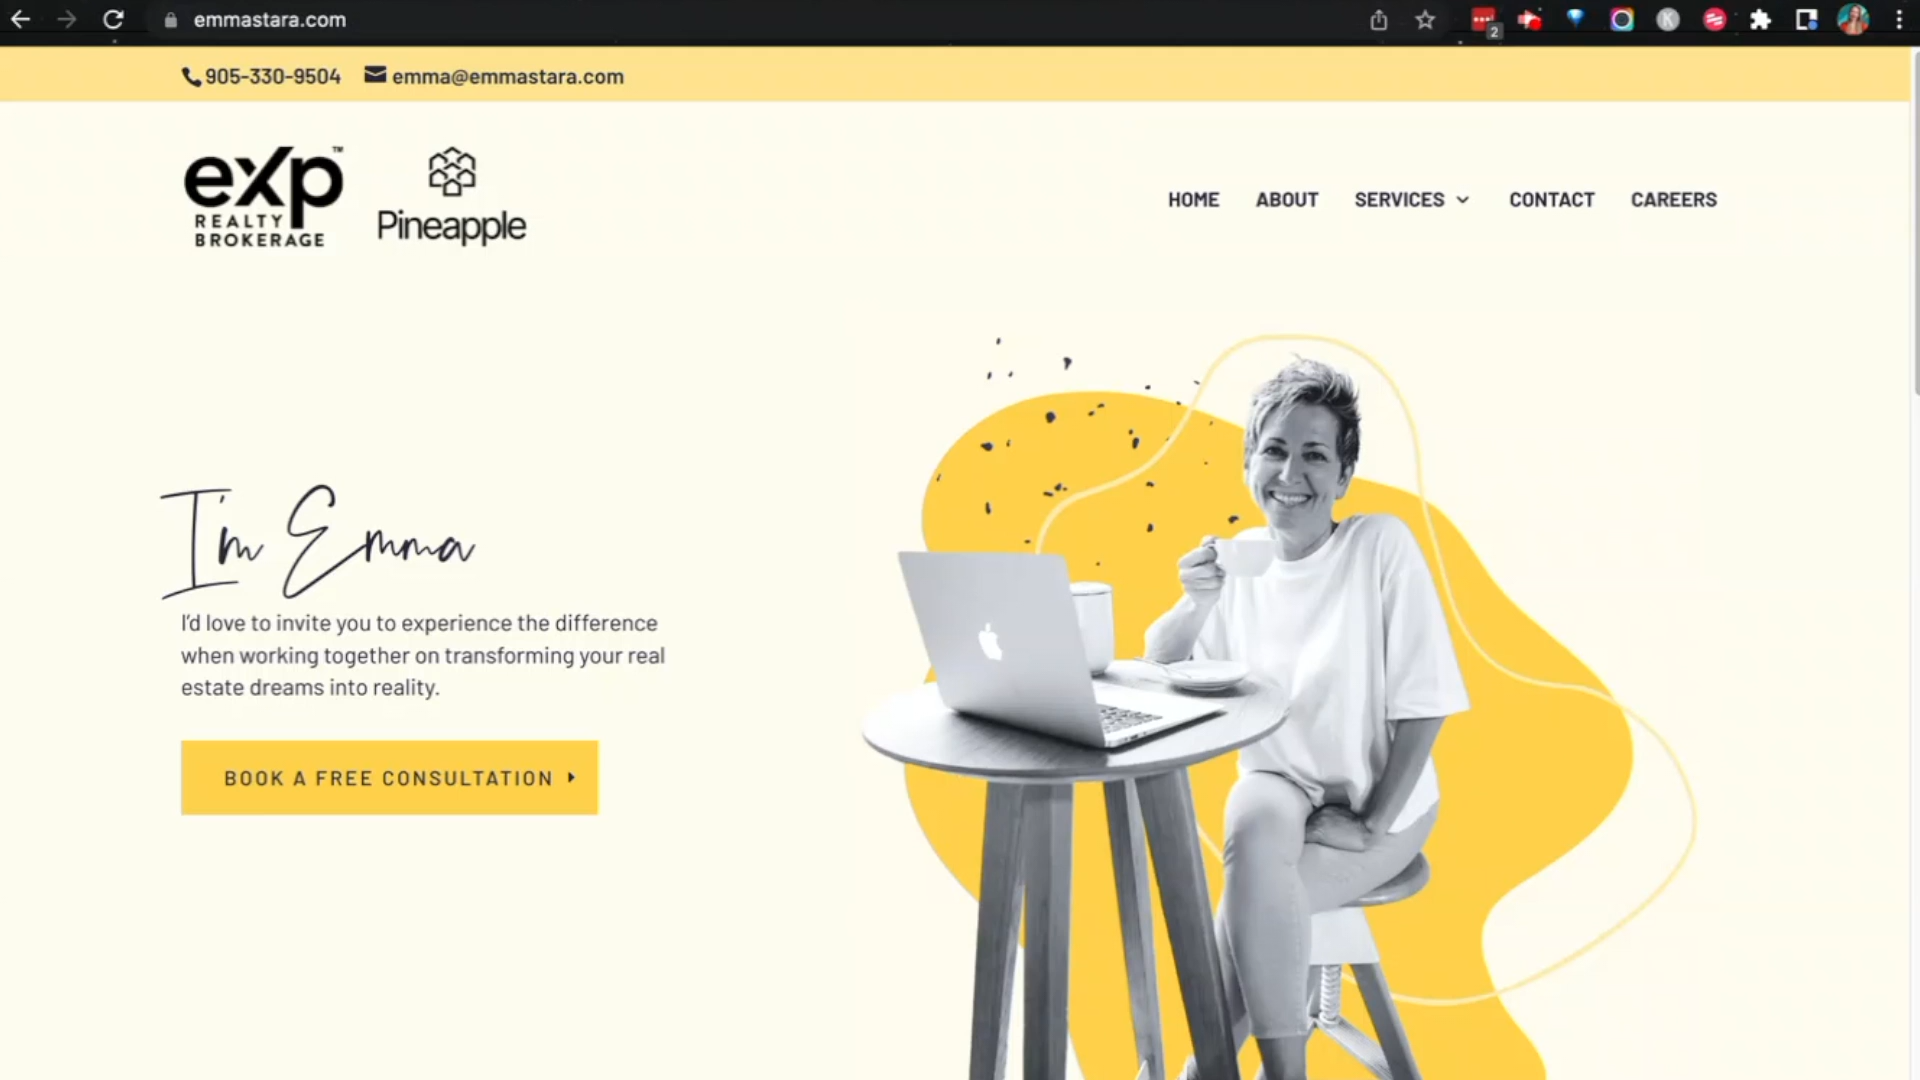 emmastara.com
2
905-330-9504 emma@emmastara.com
eXp™
REALTY
BROKERAGE
Pineapple
HOME ABOUT SERVICES CONTACT CAREERS
I'm Emma
I'd love to invite you to experience the difference
when working together on transforming your real
estate dreams into reality.
BOOK A FREE CONSULTATION